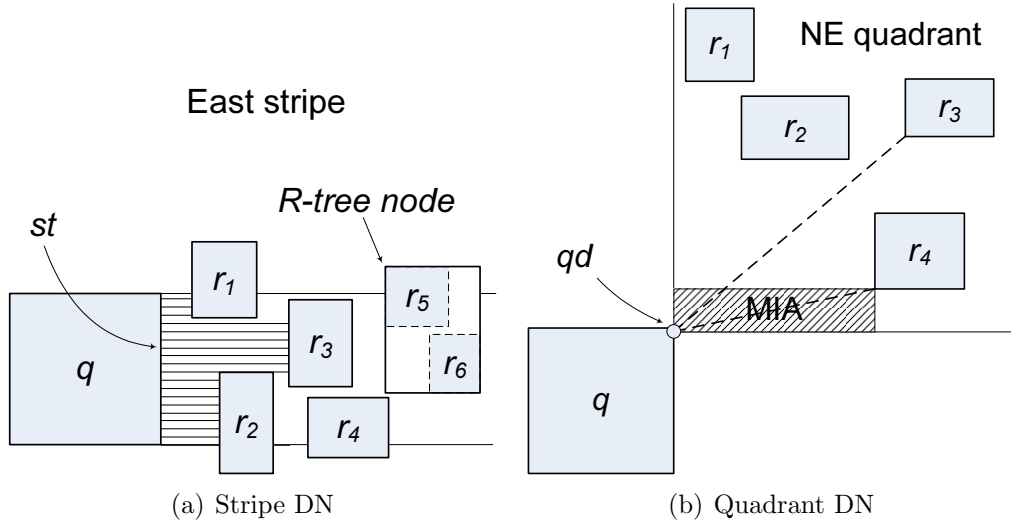 East stripe
R-tree node
st
r1
r5
r3
r6
q
r2
r4
(a) Stripe DN
r1
NE quadrant
r3
r2
qd
r4
MIA
q
(b) Quadrant DN